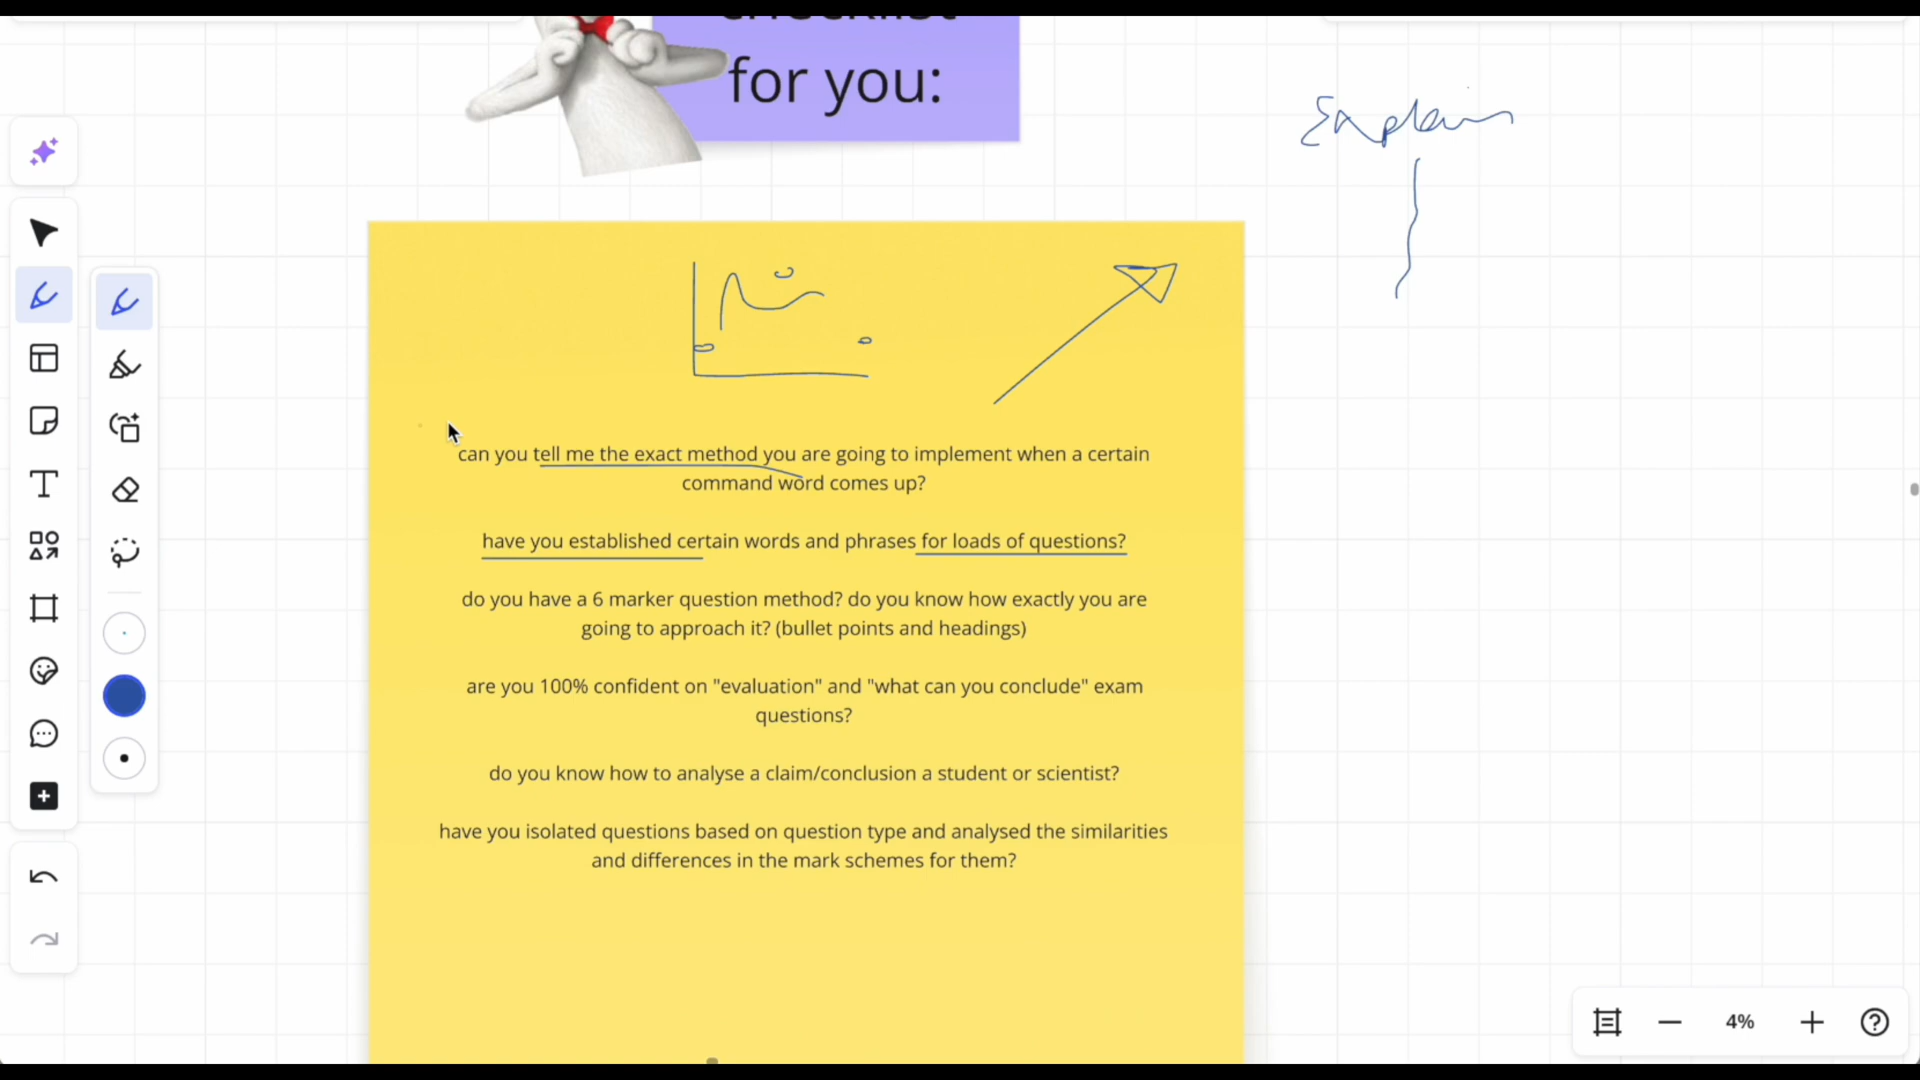 for you:
Explain
can you tell me the exact method you are going to implement when a certain
command word comes up?
have you established certain words and phrases for loads of questions?
do you have a 6 marker question method? do you know how exactly you are
going to approach it? (bullet points and headings)
are you 100% confident on "evaluation" and "what can you conclude" exam
questions?
do you know how to analyse a claim/conclusion a student or scientist?
have you isolated questions based on question type and analysed the similarities
and differences in the mark schemes for them?
4%